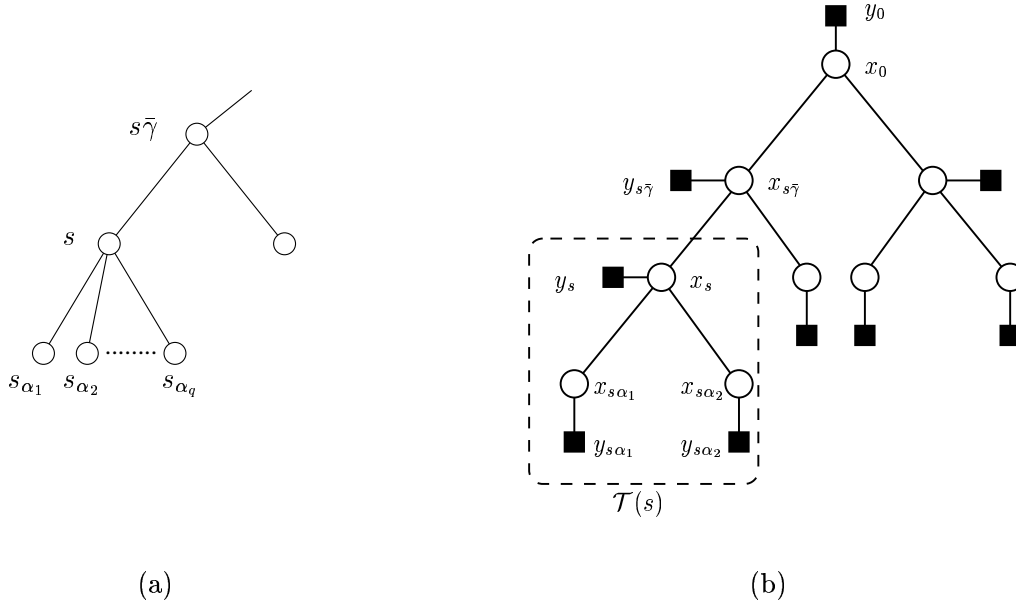 sγ̄
s
s_{α_1} s_{α_2} s_{α_q}
(a)
y_0
x_0
y_{sγ̄} x_{sγ̄}
y_s x_s
x_{sα_1} x_{sα_2}
y_{sα_1} y_{sα_2}
𝒯(s)
(b)